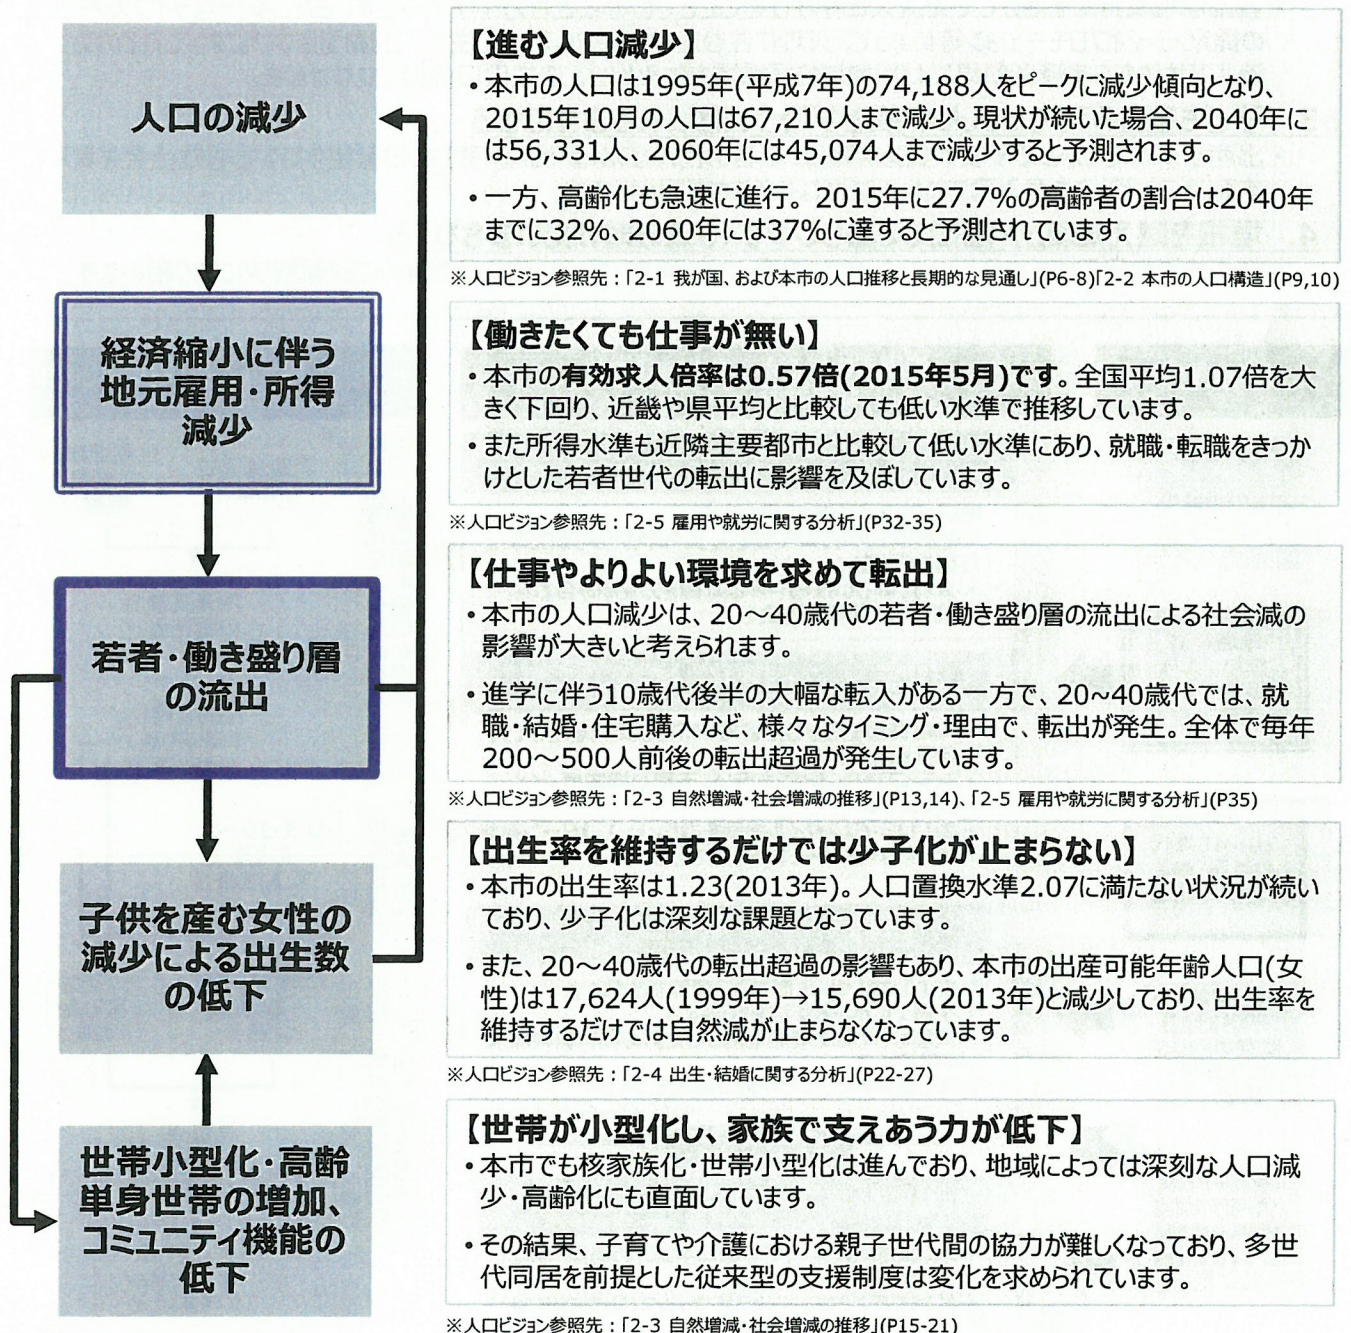 人口の減少
【進む人口減少】
・本市の人口は1995年(平成7年)の74,188人をピークに減少傾向となり、
2015年10月の人口は67,210人まで減少。現状が続いた場合、2040年に
は56,331人、2060年には45,074人まで減少すると予測されます。
・一方、高齢化も急速に進行。2015年に27.7%の高齢者の割合は2040年
までに32%、2060年には37%に達すると予測されています。
※人口ビジョン参照先：「2-1 我が国、および本市の人口推移と長期的な見通し」(P6-8)「2-2 本市の人口構造」(P9,10)
経済縮小に伴う
地元雇用・所得
減少
【働きたくても仕事が無い】
・本市の有効求人倍率は0.57倍(2015年5月)です。全国平均1.07倍を大
きく下回り、近畿や県平均と比較しても低い水準で推移しています。
・また所得水準も近隣主要都市と比較して低い水準にあり、就職・転職をきっか
けとした若者世代の転出に影響を及ぼしています。
※人口ビジョン参照先：「2-5 雇用や就労に関する分析」(P32-35)
若者・働き盛り層
の流出
【仕事やよりよい環境を求めて転出】
・本市の人口減少は、20～40歳代の若者・働き盛り層の流出による社会減の
影響が大きいと考えられます。
・進学に伴う10歳代後半の大幅な転入がある一方で、20~40歳代では、就
職・結婚・住宅購入など、様々なタイミング・理由で、転出が発生。全体で毎年
200～500人前後の転出超過が発生しています。
※人口ビジョン参照先：「2-3 自然増減・社会増減の推移」(P13,14)、「2-5 雇用や就労に関する分析」(P35)
子供を産む女性の
減少による出生数
の低下
【出生率を維持するだけでは少子化が止まらない】
・本市の出生率は1.23(2013年)。人口置換水準2.07に満たない状況が続い
ており、少子化は深刻な課題となっています。
・また、20～40歳代の転出超過の影響もあり、本市の出産可能年齢人口(女
性)は17,624人(1999年)→15,690人(2013年)と減少しており、出生率を
維持するだけでは自然減が止まらなくなっています。
※人口ビジョン参照先：「2-4 出生・結婚に関する分析」(P22-27)
世帯小型化・高齢
単身世帯の増加、
コミュニティ機能の
低下
【世帯が小型化し、家族で支えあう力が低下】
・本市でも核家族化・世帯小型化は進んでおり、地域によっては深刻な人口減
少・高齢化にも直面しています。
・その結果、子育てや介護における親子世代間の協力が難しくなっており、多世
代同居を前提とした従来型の支援制度は変化を求められています。
※人口ビジョン参照先：「2-3 自然増減・社会増減の推移」(P15-21)